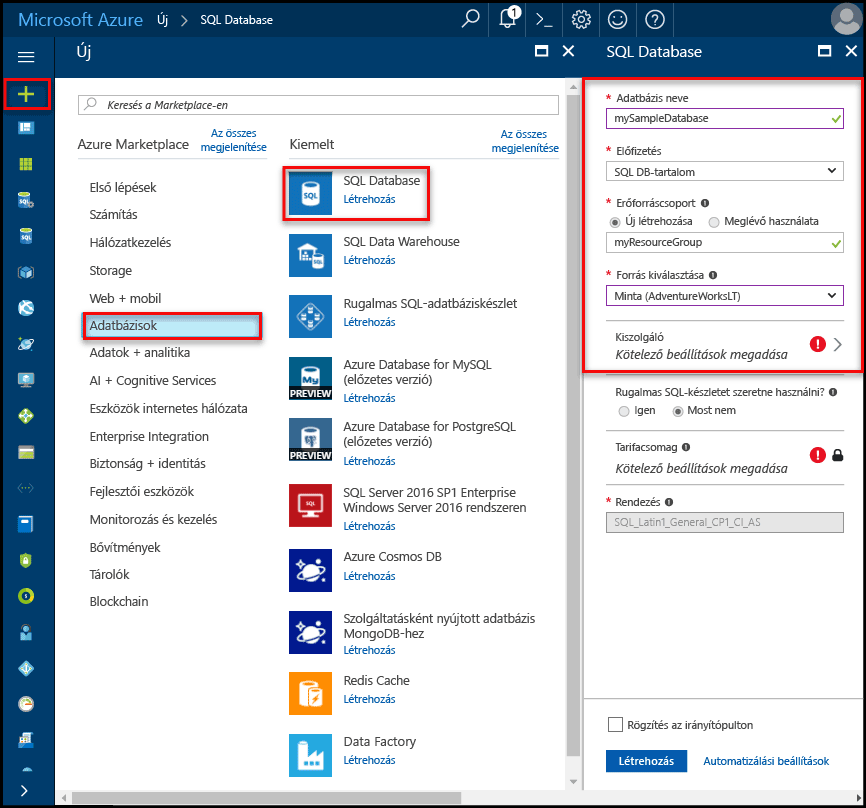 Microsoft Azure Új > SQL Database
1
Új
Keresés a Marketplace-en
Azure Marketplace
Az összes
megjelenítése
Első lépések
Számítás
Hálózatkezelés
Storage
Web + mobil
Adatbázisok
Adatok + analitika
AI + Cognitive Services
Eszközök internetes hálózata
Enterprise Integration
Biztonság + identitás
Fejlesztői eszközök
Monitorozás és kezelés
Bővítmények
Tárolók
Blockchain
Kiemelt
Az összes
megjelenítése
SQL
SQL Database
Létrehozás
SQL Data Warehouse
Létrehozás
Rugalmas SQL-adatbáziskészlet
Létrehozás
My
PREVIEW
Azure Database for MySQL
(előzetes verzió)
Létrehozás
PREVIEW
Azure Database for PostgreSQL
(előzetes verzió)
Létrehozás
SQL
SQL Server 2016 SP1 Enterprise
Windows Server 2016 rendszeren
Létrehozás
Azure Cosmos DB
Létrehozás
Szolgáltatásként nyújtott adatbázis
MongoDB-hez
Létrehozás
Redis Cache
Létrehozás
Data Factory
Létrehozás
SQL Database
* Adatbázis neve
mySampleDatabase
* Előfizetés
SQL DB-tartalom
* Erőforráscsoport
Új létrehozása Meglévő használata
myResourceGroup
* Forrás kiválasztása
Minta (AdventureWorksLT)
Kiszolgáló
Kötelező beállítások megadása
Rugalmas SQL-készletet szeretne használni?
Igen Most nem
Tarifacsomag
Kötelező beállítások megadása
* Rendezés
SQL_Latin1_General_CP1_CI_AS
Rögzítés az irányítópulton
Létrehozás Automatizálási beállítások